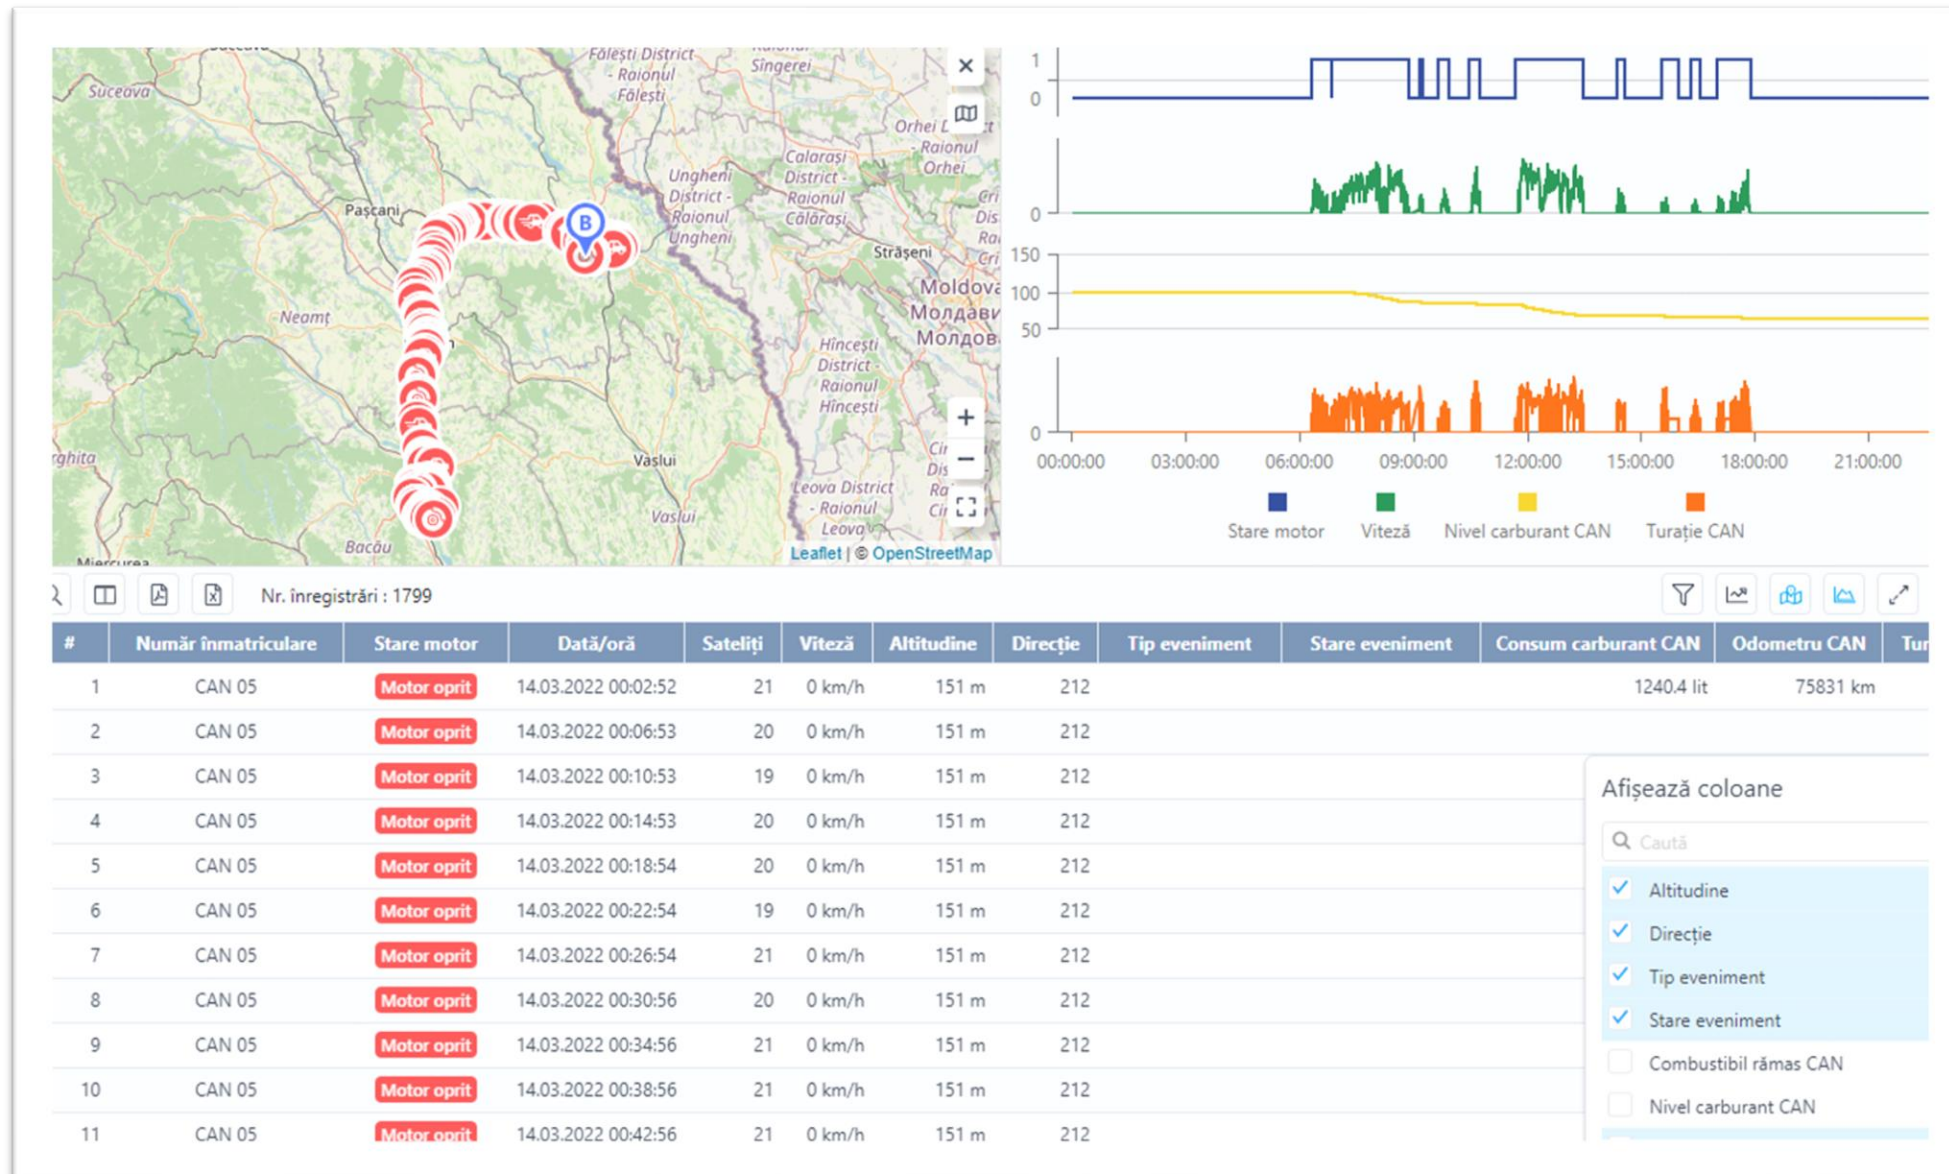 Fălești District
- Raionul
Fălești
Sîngerei
Suceava
Orhei
- Raionul
Orhei
Călărași
District -
Raionul
Călărași
Ungheni
District -
Raionul
Ungheni
Pașcani
B
Strășeni
Moldova
Молдави
Молдов
Neamț
Hîncești
District -
Raionul
Hîncești
Vaslui
Leova District
- Raionul
Leova
Vaslui
Bacău
Miercurea
+
−
Leaflet | © OpenStreetMap
1
0
0
150
100
50
0
00:00:00 03:00:00 06:00:00 09:00:00 12:00:00 15:00:00 18:00:00 21:00:00
Stare motor Viteză Nivel carburant CAN Turație CAN
Nr. înregistrări : 1799
# Număr înmatriculare Stare motor Dată/oră Sateliți Viteză Altitudine Direcție Tip eveniment Stare eveniment Consum carburant CAN Odometru CAN Tur
1 CAN 05 Motor oprit 14.03.2022 00:02:52 21 0 km/h 151 m 212 1240.4 lit 75831 km
2 CAN 05 Motor oprit 14.03.2022 00:06:53 20 0 km/h 151 m 212
3 CAN 05 Motor oprit 14.03.2022 00:10:53 19 0 km/h 151 m 212
4 CAN 05 Motor oprit 14.03.2022 00:14:53 20 0 km/h 151 m 212
5 CAN 05 Motor oprit 14.03.2022 00:18:54 20 0 km/h 151 m 212
6 CAN 05 Motor oprit 14.03.2022 00:22:54 19 0 km/h 151 m 212
7 CAN 05 Motor oprit 14.03.2022 00:26:54 21 0 km/h 151 m 212
8 CAN 05 Motor oprit 14.03.2022 00:30:56 20 0 km/h 151 m 212
9 CAN 05 Motor oprit 14.03.2022 00:34:56 21 0 km/h 151 m 212
10 CAN 05 Motor oprit 14.03.2022 00:38:56 21 0 km/h 151 m 212
11 CAN 05 Motor oprit 14.03.2022 00:42:56 21 0 km/h 151 m 212
Afișează coloane
Caută
Altitudine
Direcție
Tip eveniment
Stare eveniment
Combustibil rămas CAN
Nivel carburant CAN